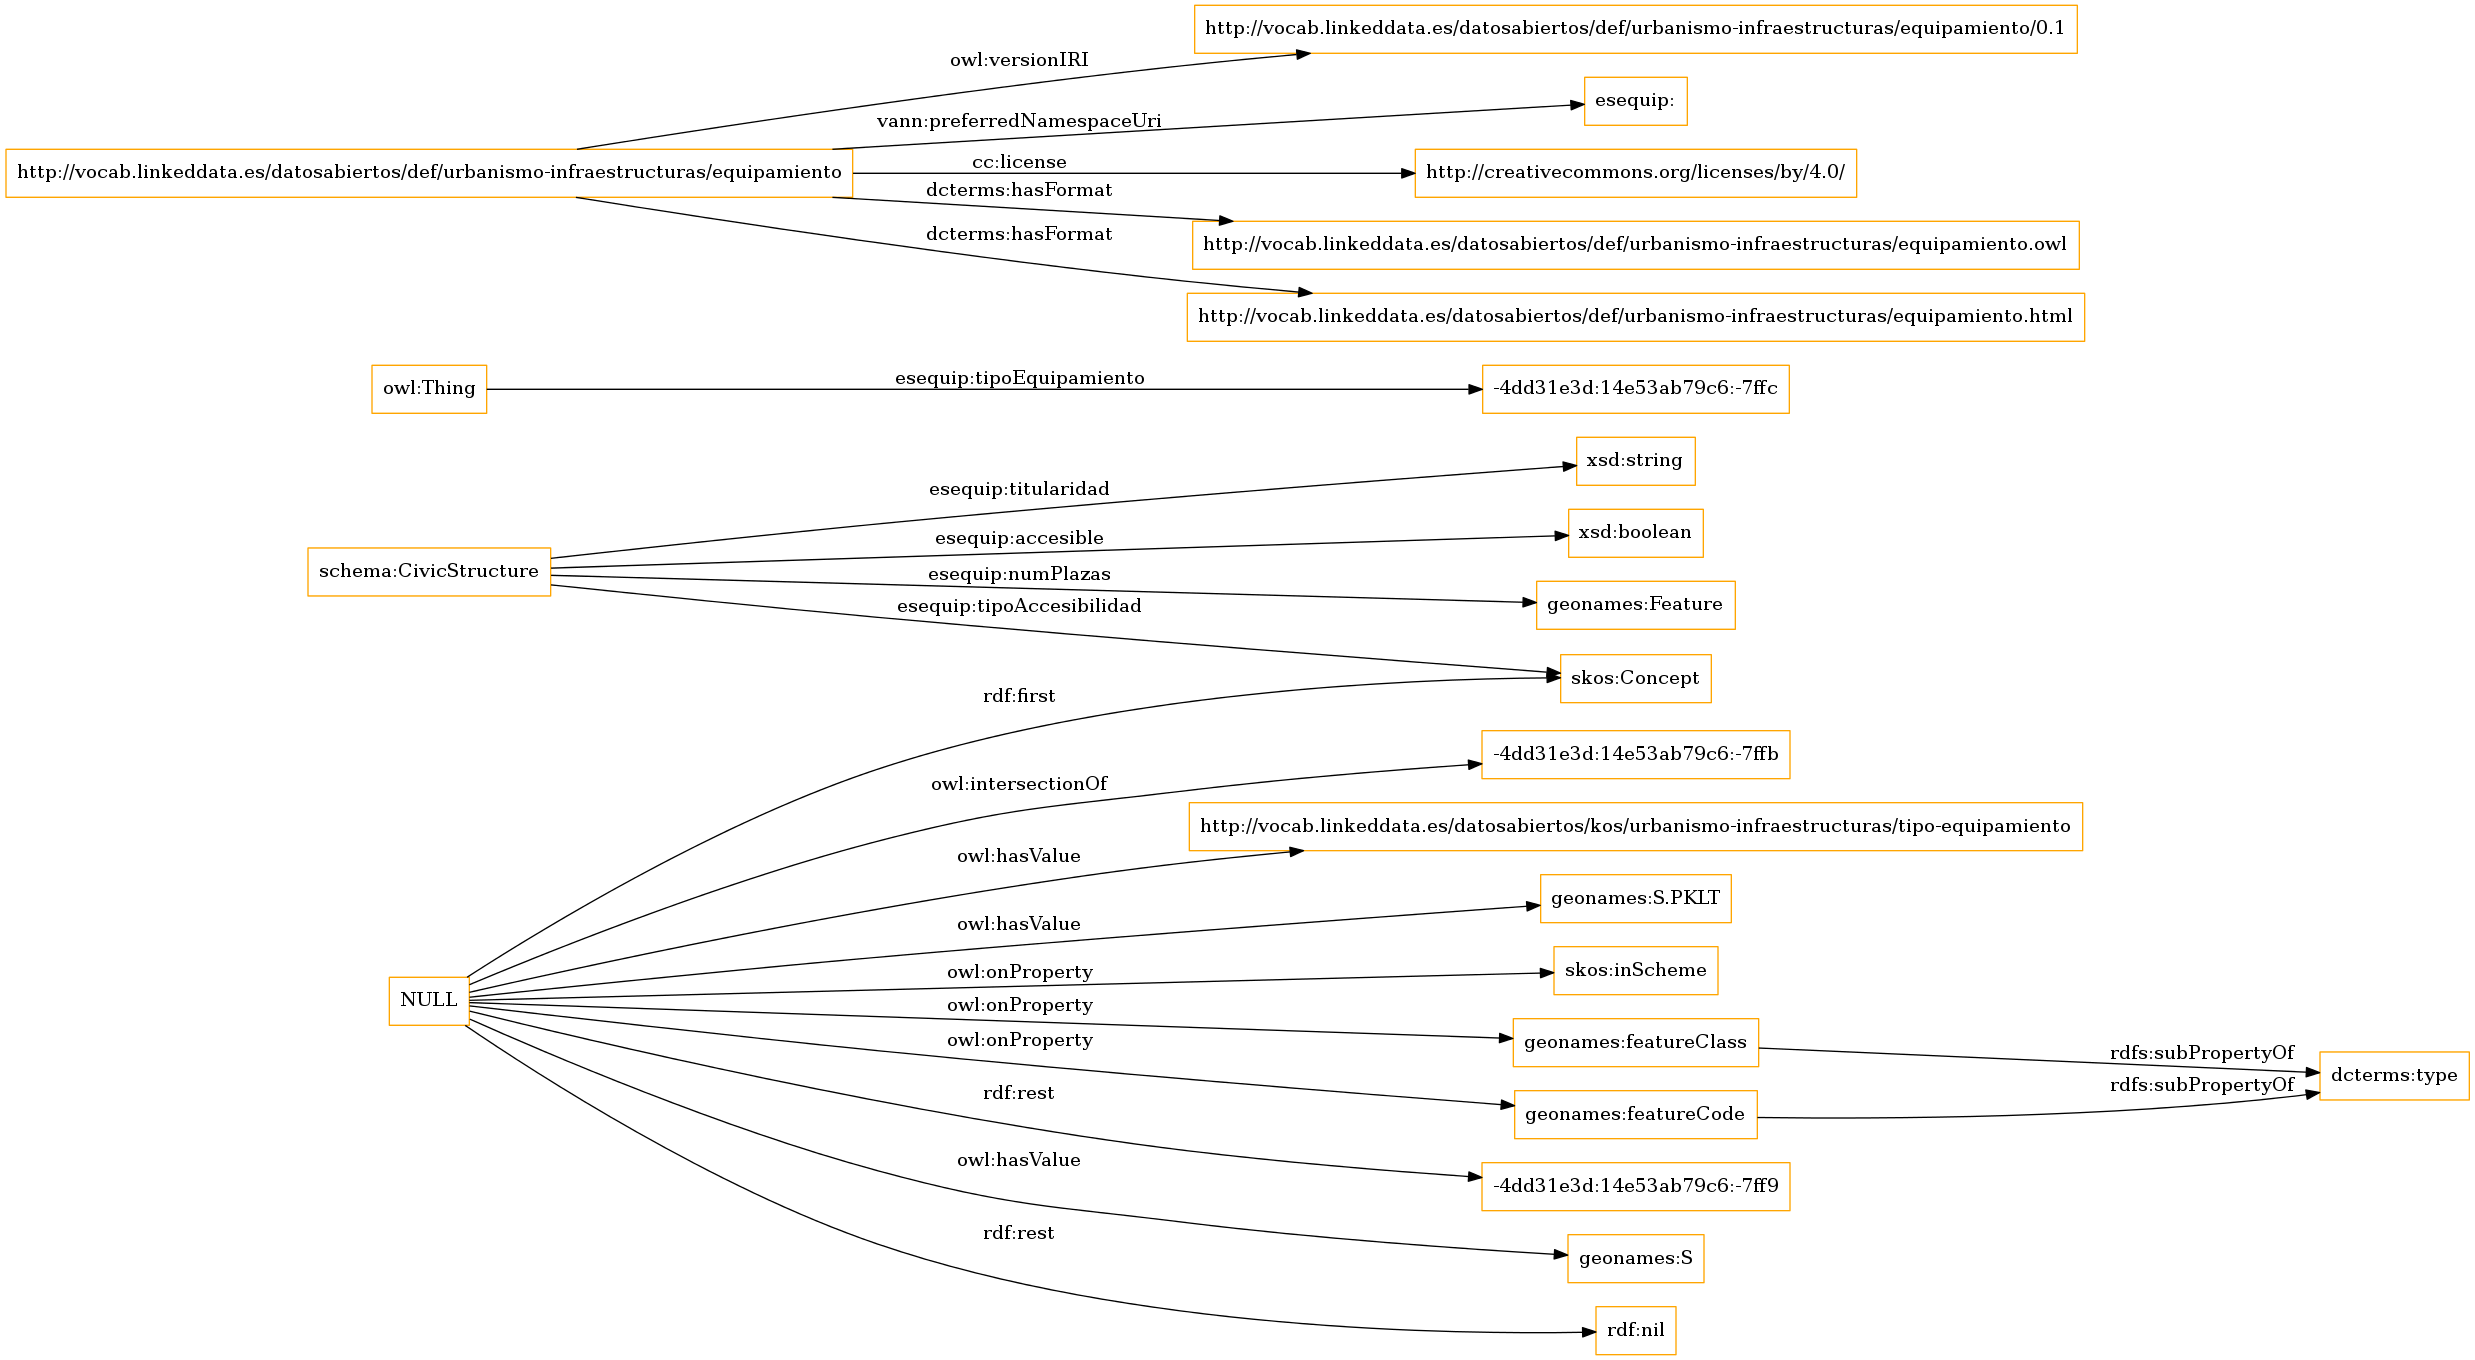 http://vocab.linkeddata.es/datosabiertos/def/urbanismo-infraestructuras/equipamiento/0.1
owl:versionIRI
esequip:
vann:preferredNamespaceUri
http://vocab.linkeddata.es/datosabiertos/def/urbanismo-infraestructuras/equipamiento
cc:license
http://creativecommons.org/licenses/by/4.0/
dcterms:hasFormat
http://vocab.linkeddata.es/datosabiertos/def/urbanismo-infraestructuras/equipamiento.owl
dcterms:hasFormat
http://vocab.linkeddata.es/datosabiertos/def/urbanismo-infraestructuras/equipamiento.html
owl:Thing
esequip:tipoEquipamiento
-4dd31e3d:14e53ab79c6:-7ffc
xsd:string
esequip:titularidad
xsd:boolean
esequip:accesible
schema:CivicStructure
esequip:numPlazas
geonames:Feature
esequip:tipoAccesibilidad
skos:Concept
rdf:first
-4dd31e3d:14e53ab79c6:-7ffb
owl:intersectionOf
http://vocab.linkeddata.es/datosabiertos/kos/urbanismo-infraestructuras/tipo-equipamiento
owl:hasValue
geonames:S.PKLT
owl:hasValue
skos:inScheme
owl:onProperty
NULL
owl:onProperty
geonames:featureClass
rdfs:subPropertyOf
dcterms:type
owl:onProperty
geonames:featureCode
rdfs:subPropertyOf
rdf:rest
-4dd31e3d:14e53ab79c6:-7ff9
owl:hasValue
geonames:S
rdf:rest
rdf:nil